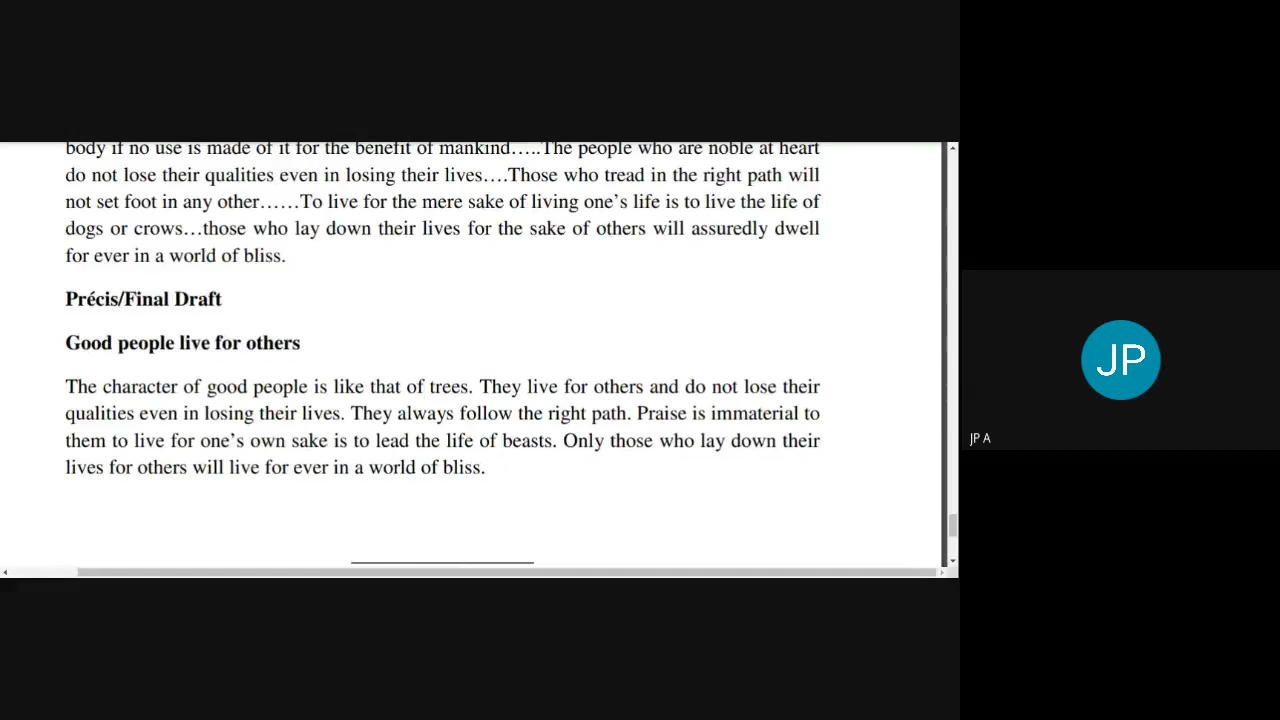 body if no use is made of it for the benefit of mankind…..The people who are noble at heart
do not lose their qualities even in losing their lives….Those who tread in the right path will
not set foot in any other……To live for the mere sake of living one’s life is to live the life of
dogs or crows…those who lay down their lives for the sake of others will assuredly dwell
for ever in a world of bliss.
Précis/Final Draft
Good people live for others
The character of good people is like that of trees. They live for others and do not lose their
qualities even in losing their lives. They always follow the right path. Praise is immaterial to
them to live for one’s own sake is to lead the life of beasts. Only those who lay down their
lives for others will live for ever in a world of bliss.
JP
JP A